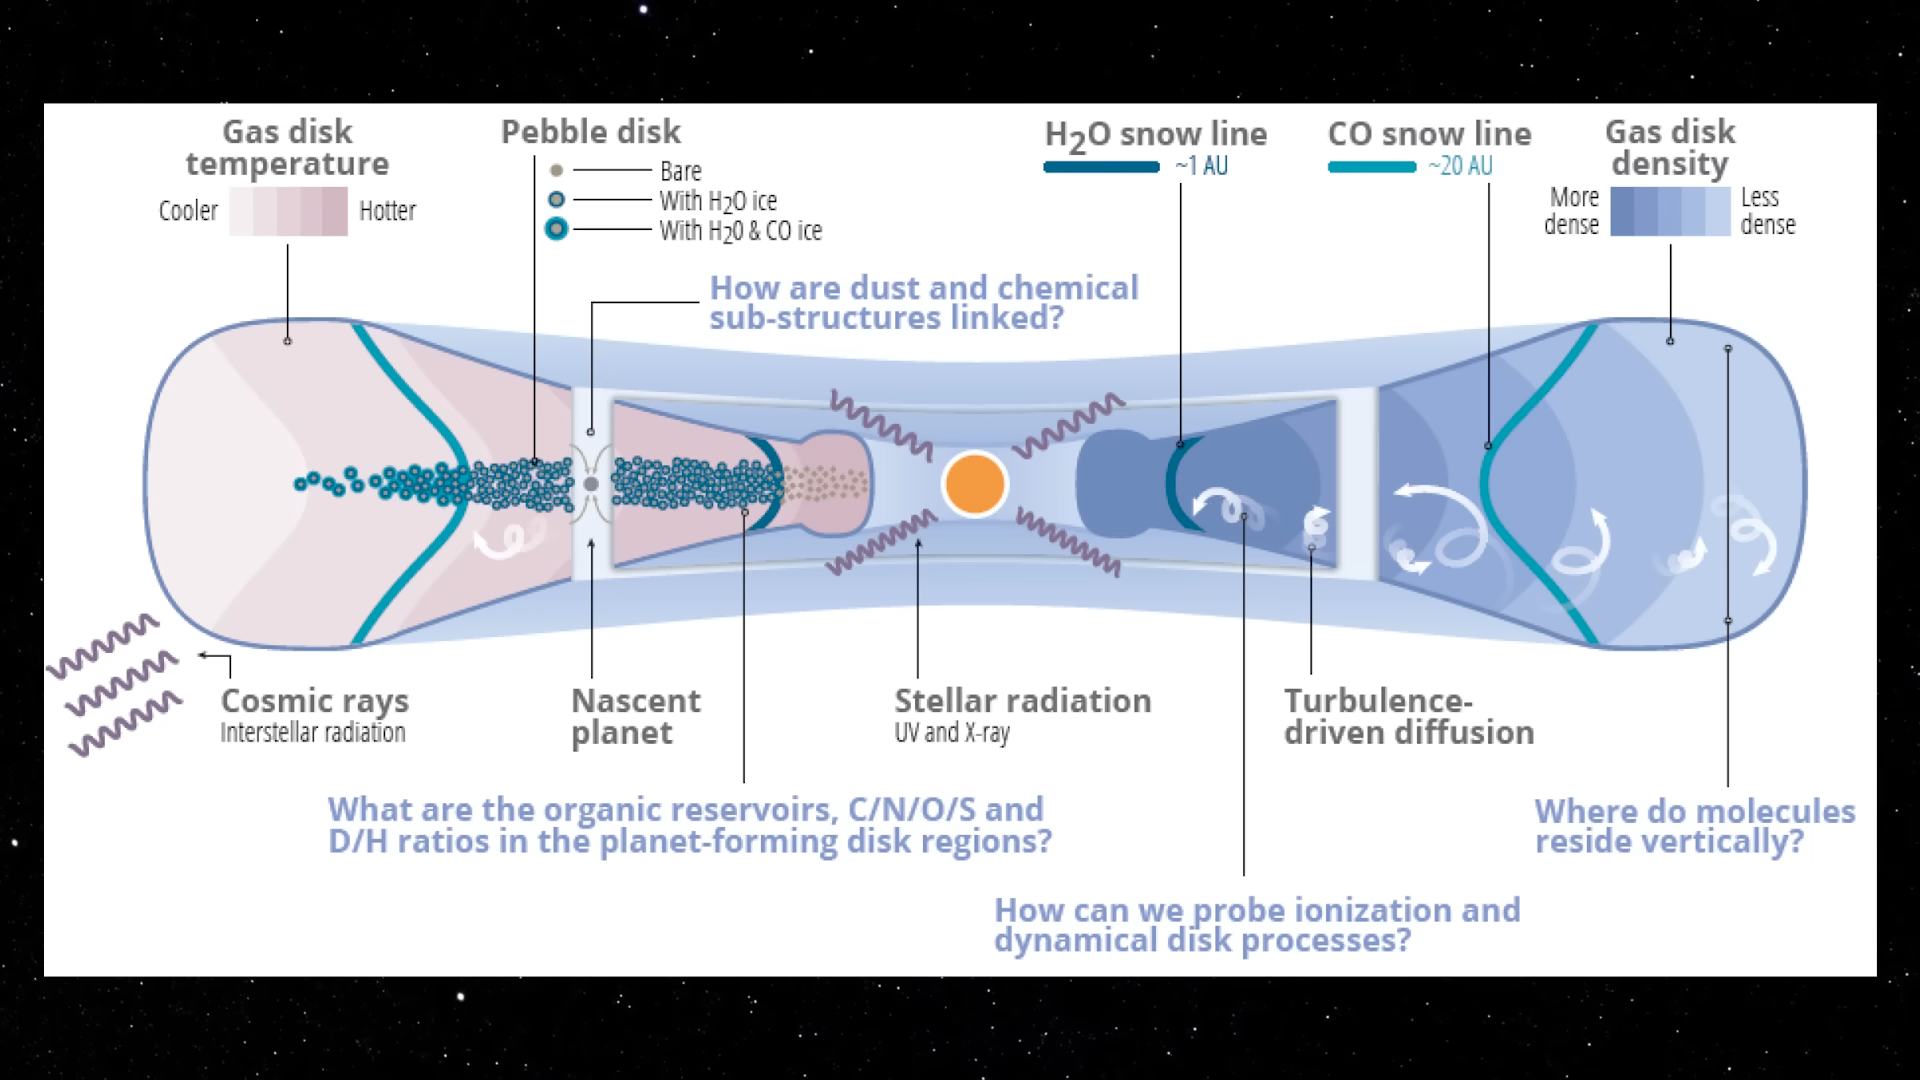 Gas disk
temperature
Cooler
Hotter
Pebble disk
Bare
With H2O ice
With H20 & CO ice
H2O snow line
~1 AU
CO snow line
~20 AU
Gas disk
density
More
dense
Less
dense
How are dust and chemical
sub-structures linked?
Cosmic rays
Interstellar radiation
Nascent
planet
Stellar radiation
UV and X-ray
Turbulence-
driven diffusion
What are the organic reservoirs, C/N/O/S and
D/H ratios in the planet-forming disk regions?
Where do molecules
reside vertically?
How can we probe ionization and
dynamical disk processes?